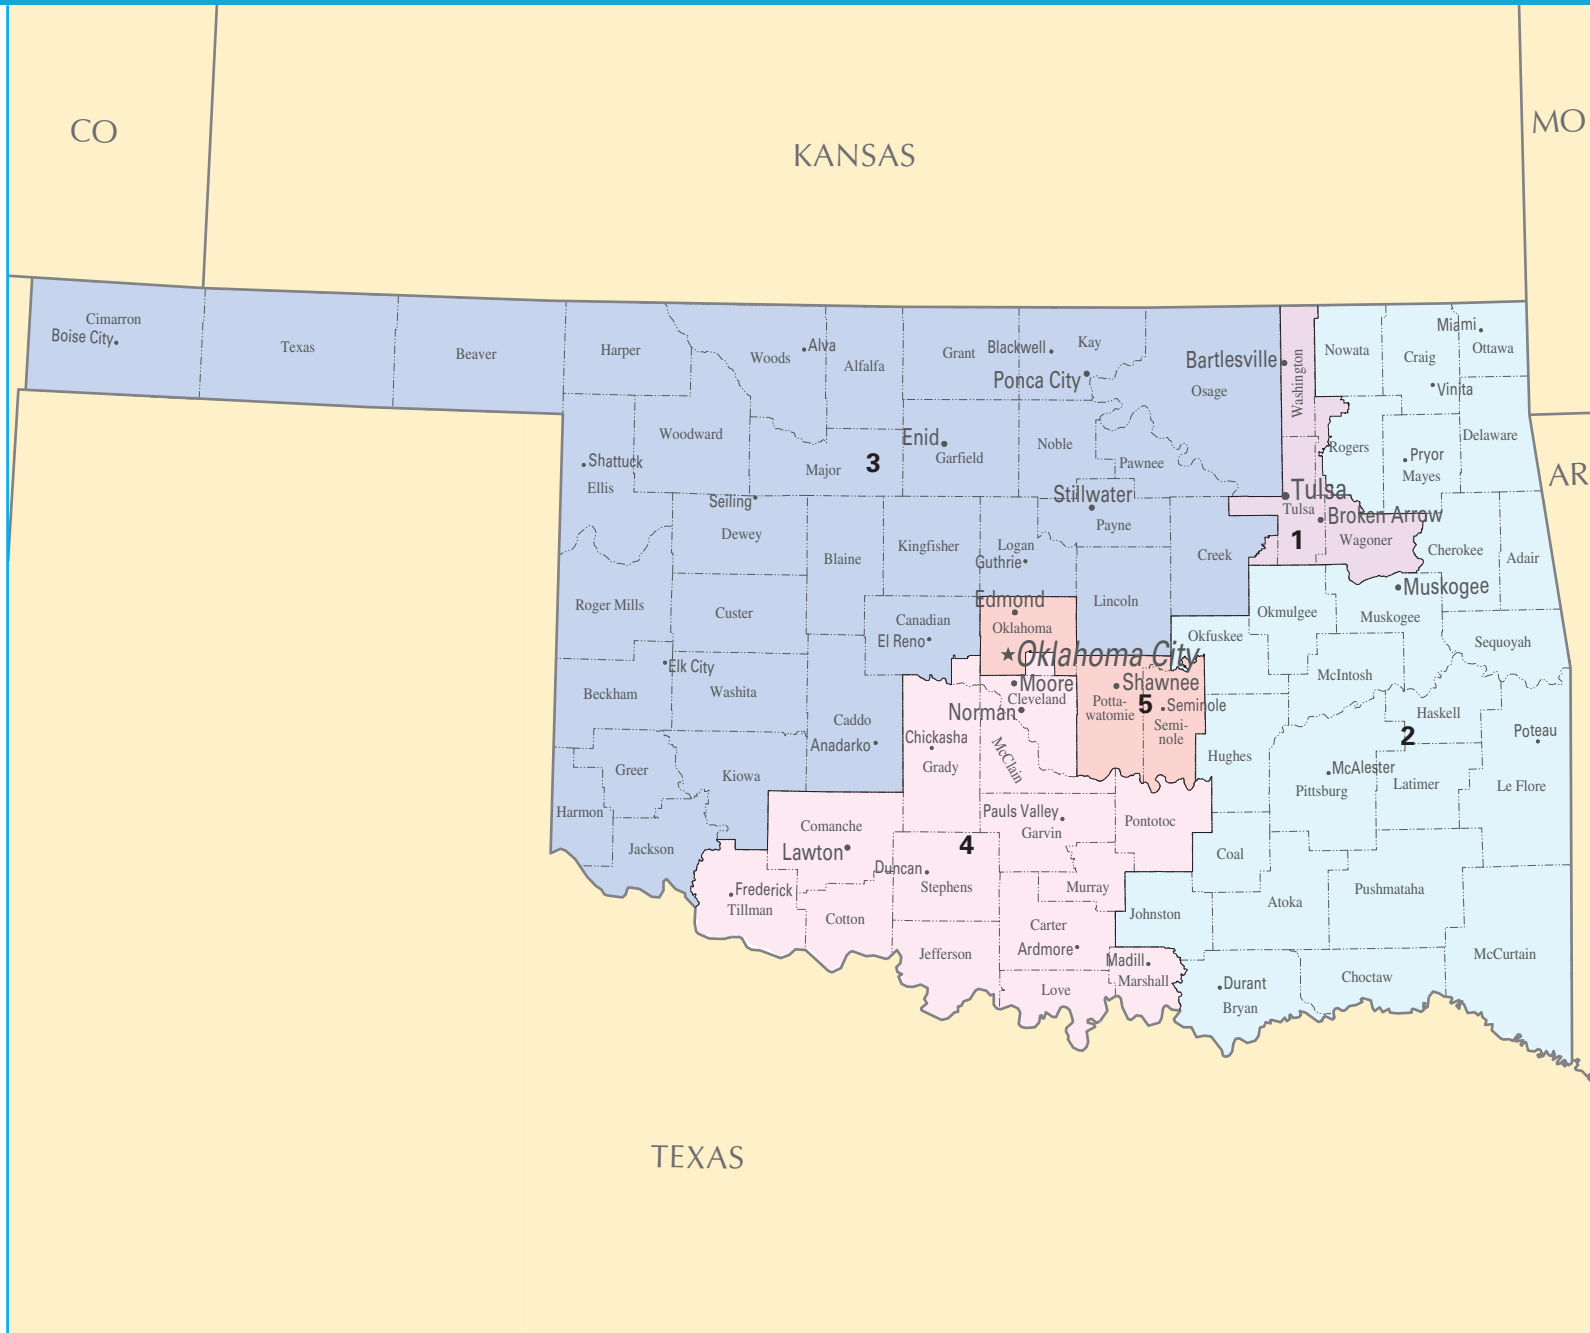 CO
KANSAS
MO
Cimarron
Boise City
Texas
Beaver
Harper
Woods
Alva
Alfalfa
Grant
Blackwell
Kay
Ponca City
Bartlesville
Osage
Washington
Nowata
Craig
Miami
Ottawa
Vinita
Woodward
Enid
Garfield
Noble
Pawnee
Rogers
Delaware
Pryor
Mayes
AR
Shattuck
Ellis
Major
3
Seiling
Stillwater
Tulsa
Tulsa
Broken Arrow
Dewey
Blaine
Kingfisher
Logan
Guthrie
Payne
Creek
1
Wagoner
Cherokee
Adair
Roger Mills
Custer
Canadian
El Reno
Edmond
Oklahoma
Lincoln
Okmulgee
Muskogee
Muskogee
Okfuskee
Sequoyah
Oklahoma City
Elk City
Beckham
Washita
Caddo
Anadarko
Moore
Cleveland
Norman
Shawnee
Potta-
watomie
5
Seminole
Semi-
nole
McIntosh
Haskell
2
Poteau
Chickasha
Grady
McClain
Hughes
McAlester
Pittsburg
Latimer
Le Flore
Greer
Kiowa
Harmon
Jackson
Comanche
Lawton
Pauls Valley
Garvin
Pontotoc
4
Coal
Duncan
Stephens
Murray
Frederick
Tillman
Cotton
Carter
Ardmore
Johnston
Atoka
Pushmataha
Jefferson
Love
Madill
Marshall
Durant
Bryan
Choctaw
McCurtain
TEXAS